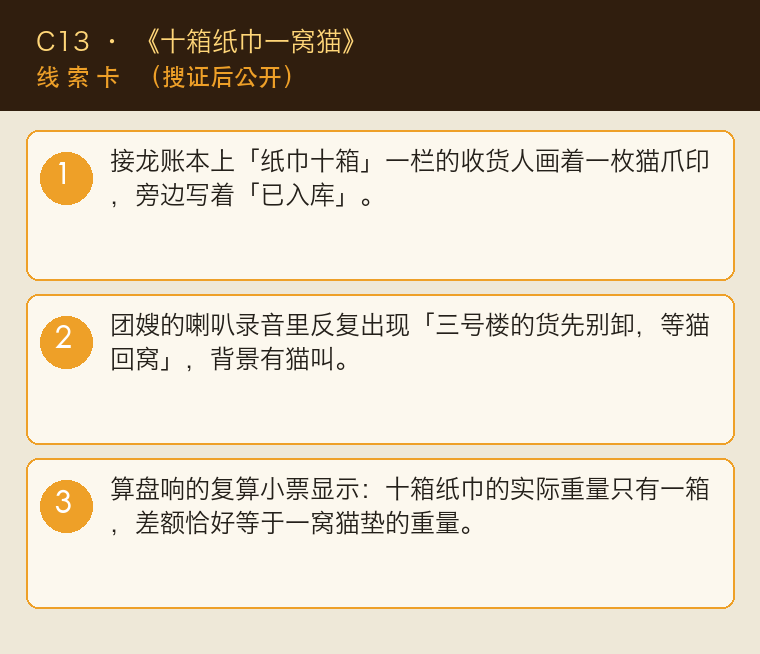 C13 · 《十箱纸巾一窝猫》
线索卡 （搜证后公开）
1
接龙账本上「纸巾十箱」一栏的收货人画着一枚猫爪印
，旁边写着「已入库」。
2
团嫂的喇叭录音里反复出现「三号楼的货先别卸，等猫
回窝」，背景有猫叫。
3
算盘响的复算小票显示：十箱纸巾的实际重量只有一箱
，差额恰好等于一窝猫垫的重量。